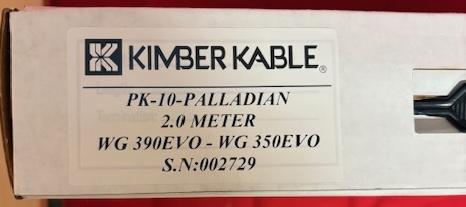 KIMBER KABLE®
PK-10-PALLADIAN
2.0 METER
WG 390EVO - WG 350EVO
S.N:002729